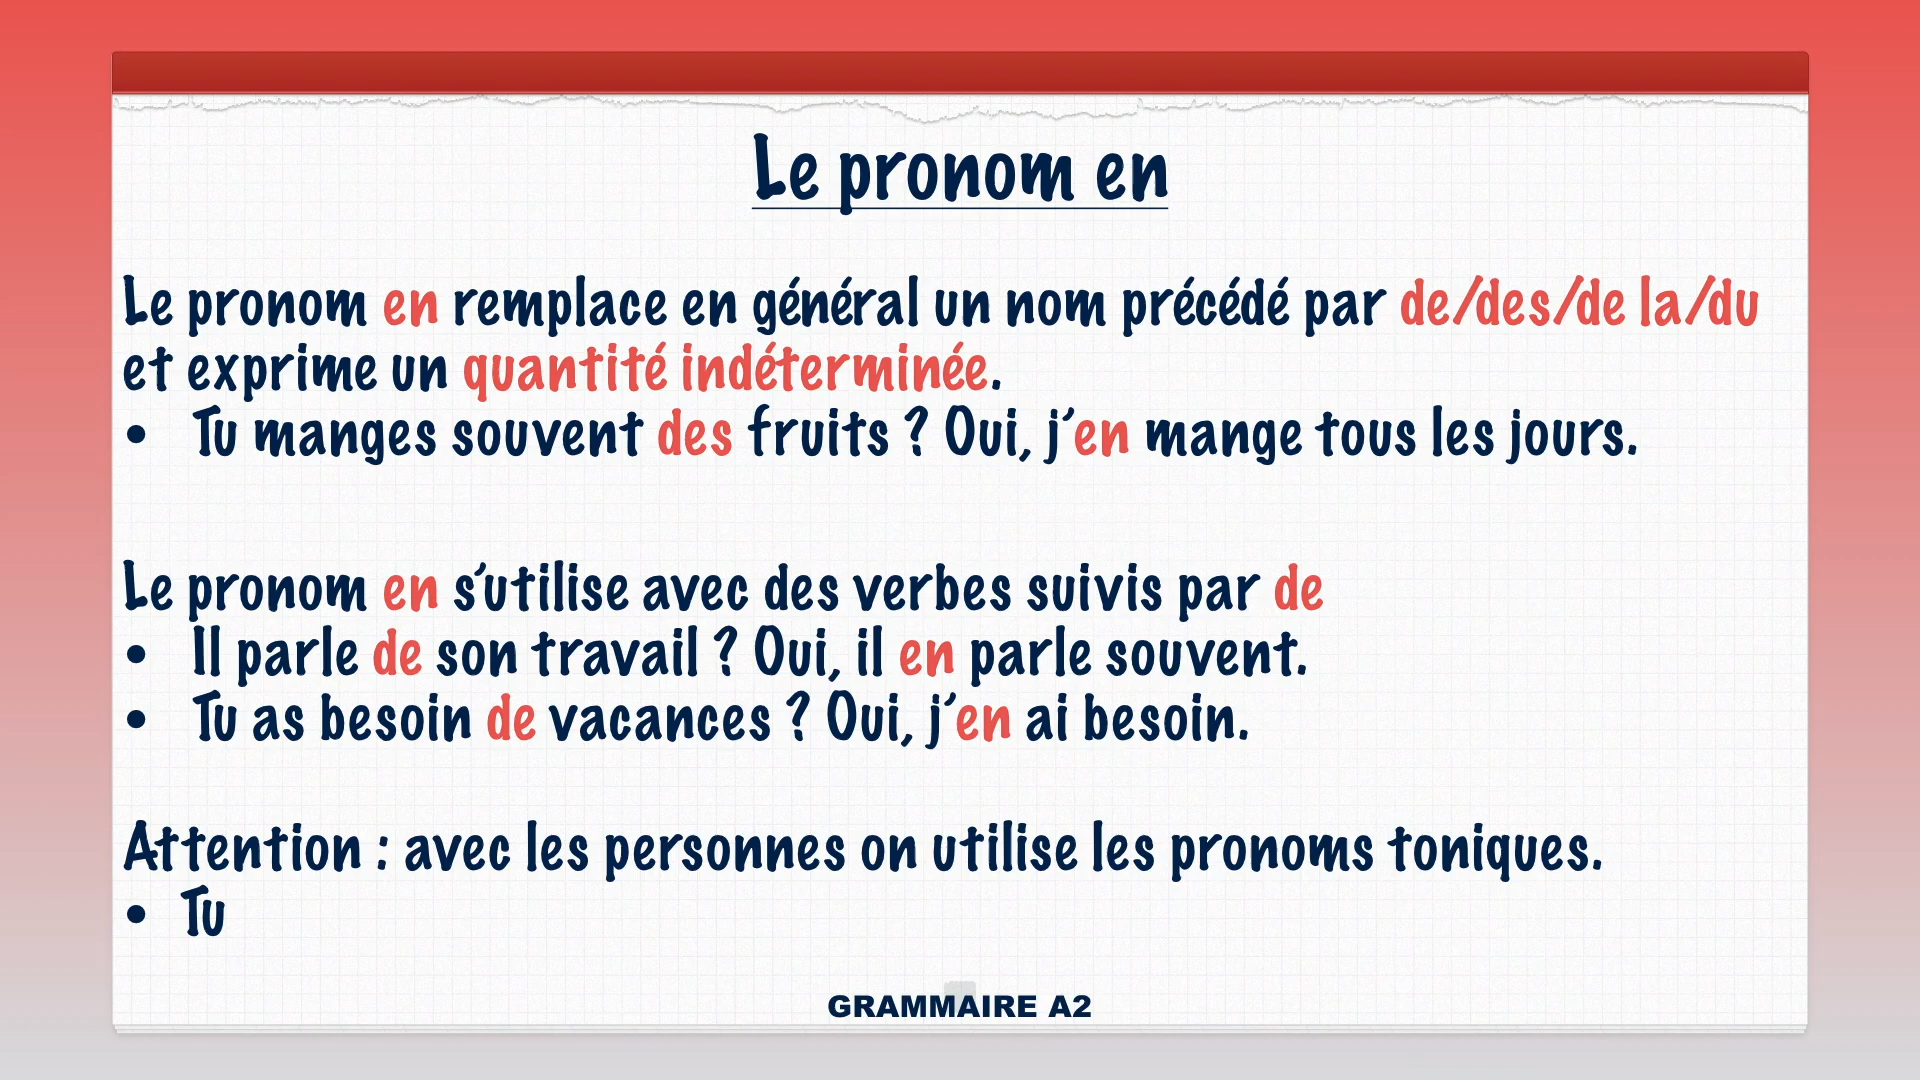 Le pronom en
Le pronom en remplace en général un nom précédé par de/des/de la/du
et exprime un quantité indéterminée.
• Tu manges souvent des fruits ? Oui, j’en mange tous les jours.
Le pronom en s’utilise avec des verbes suivis par de
• Il parle de son travail ? Oui, il en parle souvent.
• Tu as besoin de vacances ? Oui, j’en ai besoin.
Attention : avec les personnes on utilise les pronoms toniques.
• Tu
GRAMMAIRE A2